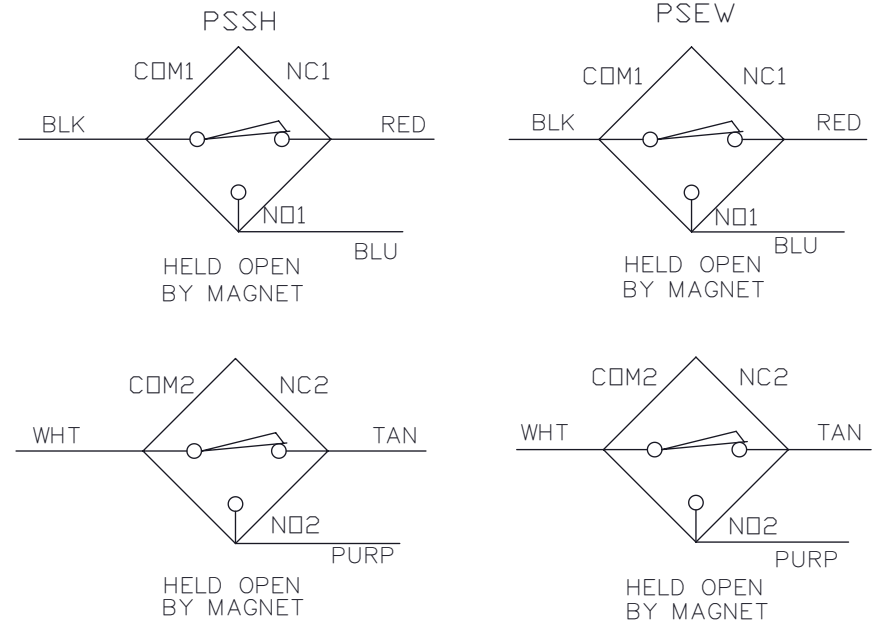 PSSH
COM1
NC1
BLK
RED
NO1
BLU
HELD OPEN
BY MAGNET
PSEW
COM1
NC1
BLK
RED
NO1
BLU
HELD OPEN
BY MAGNET
COM2
NC2
WHT
TAN
NO2
PURP
HELD OPEN
BY MAGNET
COM2
NC2
WHT
TAN
NO2
PURP
HELD OPEN
BY MAGNET